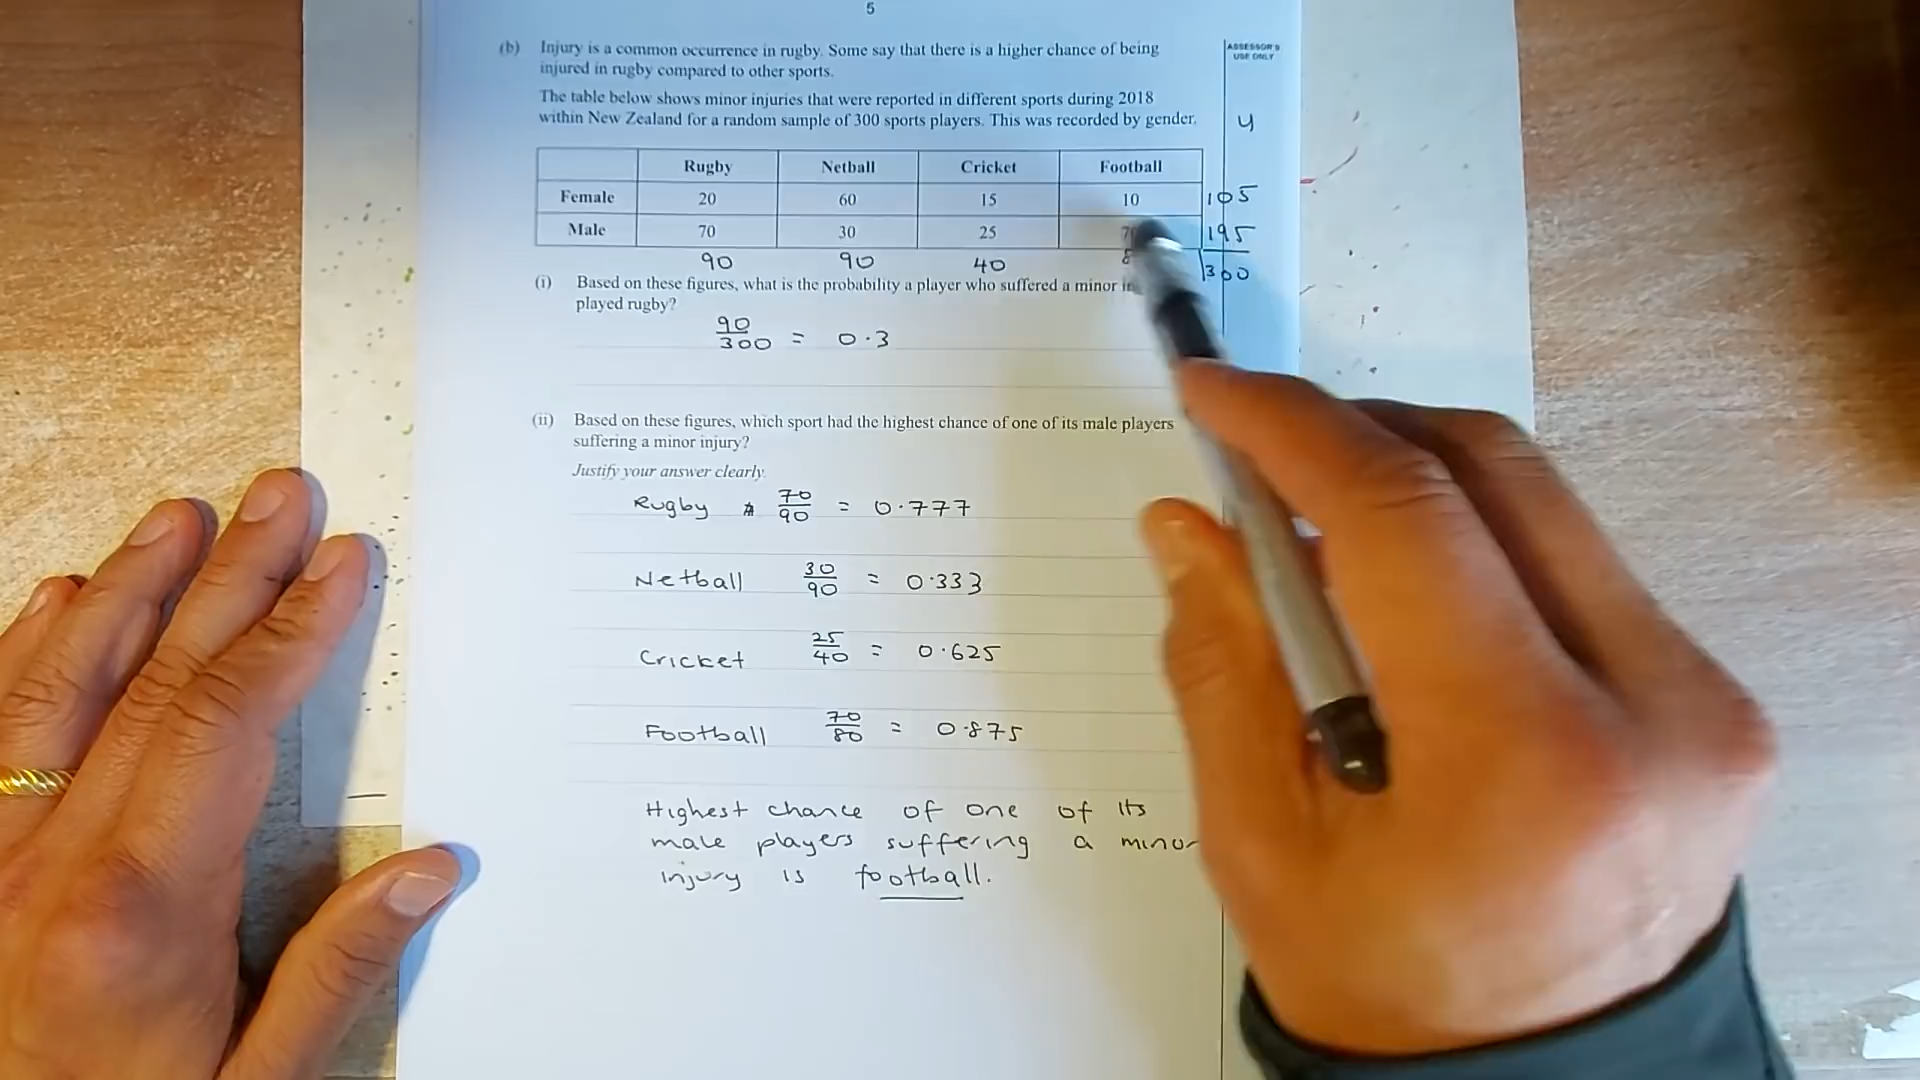 5
(b) Injury is a common occurrence in rugby. Some say that there is a higher chance of being
injured in rugby compared to other sports.
ASSESSOR'S
USE ONLY
The table below shows minor injuries that were reported in different sports during 2018
within New Zealand for a random sample of 300 sports players. This was recorded by gender.
Rugby Netball Cricket Football
Female 20 60 15 10 105
Male 70 30 25 195
90 90 40 300
(i) Based on these figures, what is the probability a player who suffered a minor
played rugby?
90/300 = 0.3
(ii) Based on these figures, which sport had the highest chance of one of its male players
suffering a minor injury?
Justify your answer clearly.
Rugby 70/90 = 0.777
Netball 30/90 = 0.333
Cricket 25/40 = 0.625
Football 70/80 = 0.875
Highest chance of one of its
male players suffering a minor
injury is football.